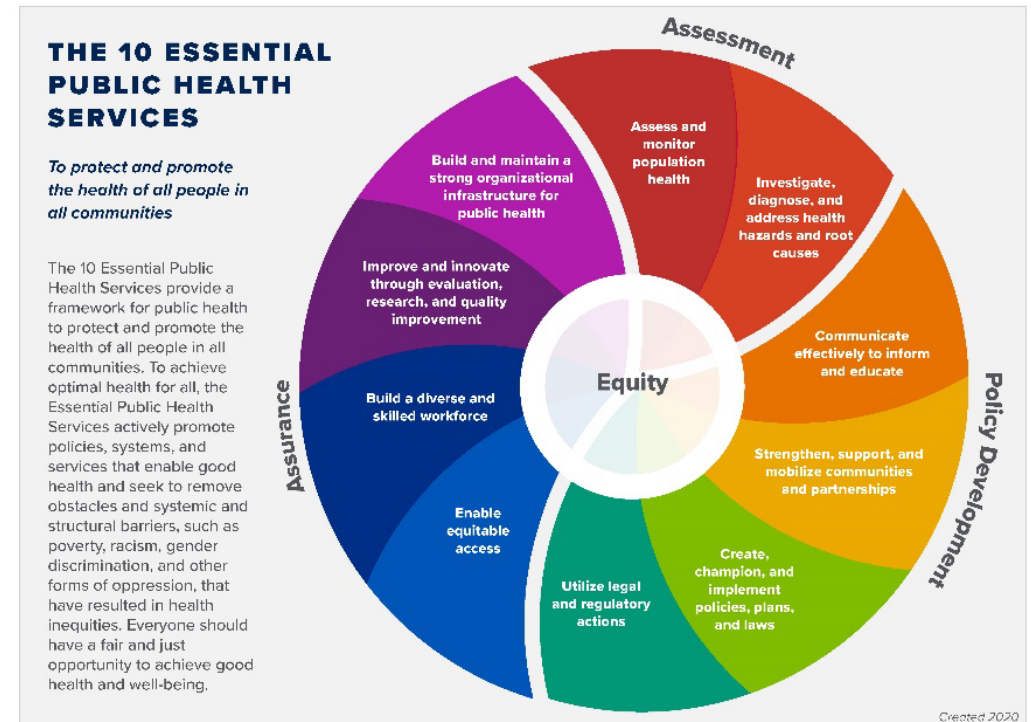 THE 10 ESSENTIAL
PUBLIC HEALTH
SERVICES
To protect and promote
the health of all people in
all communities
The 10 Essential Public
Health Services provide a
framework for public health
to protect and promote the
health of all people in all
communities. To achieve
optimal health for all, the
Essential Public Health
Services actively promote
policies, systems, and
services that enable good
health and seek to remove
obstacles and systemic and
structural barriers, such as
poverty, racism, gender
discrimination, and other
forms of oppression, that
have resulted in health
inequities. Everyone should
have a fair and just
opportunity to achieve good
health and well-being.
Assessment
Assess and
monitor
population
health
Investigate,
diagnose, and
address health
hazards and root
causes
Policy Development
Communicate
effectively to inform
and educate
Strengthen, support, and
mobilize communities
and partnerships
Create,
champion, and
implement
policies, plans,
and laws
Utilize legal
and regulatory
actions
Assurance
Enable
equitable
access
Build a diverse and
skilled workforce
Improve and innovate
through evaluation,
research, and quality
improvement
Build and maintain a
strong organizational
infrastructure for
public health
Equity
Created 2020